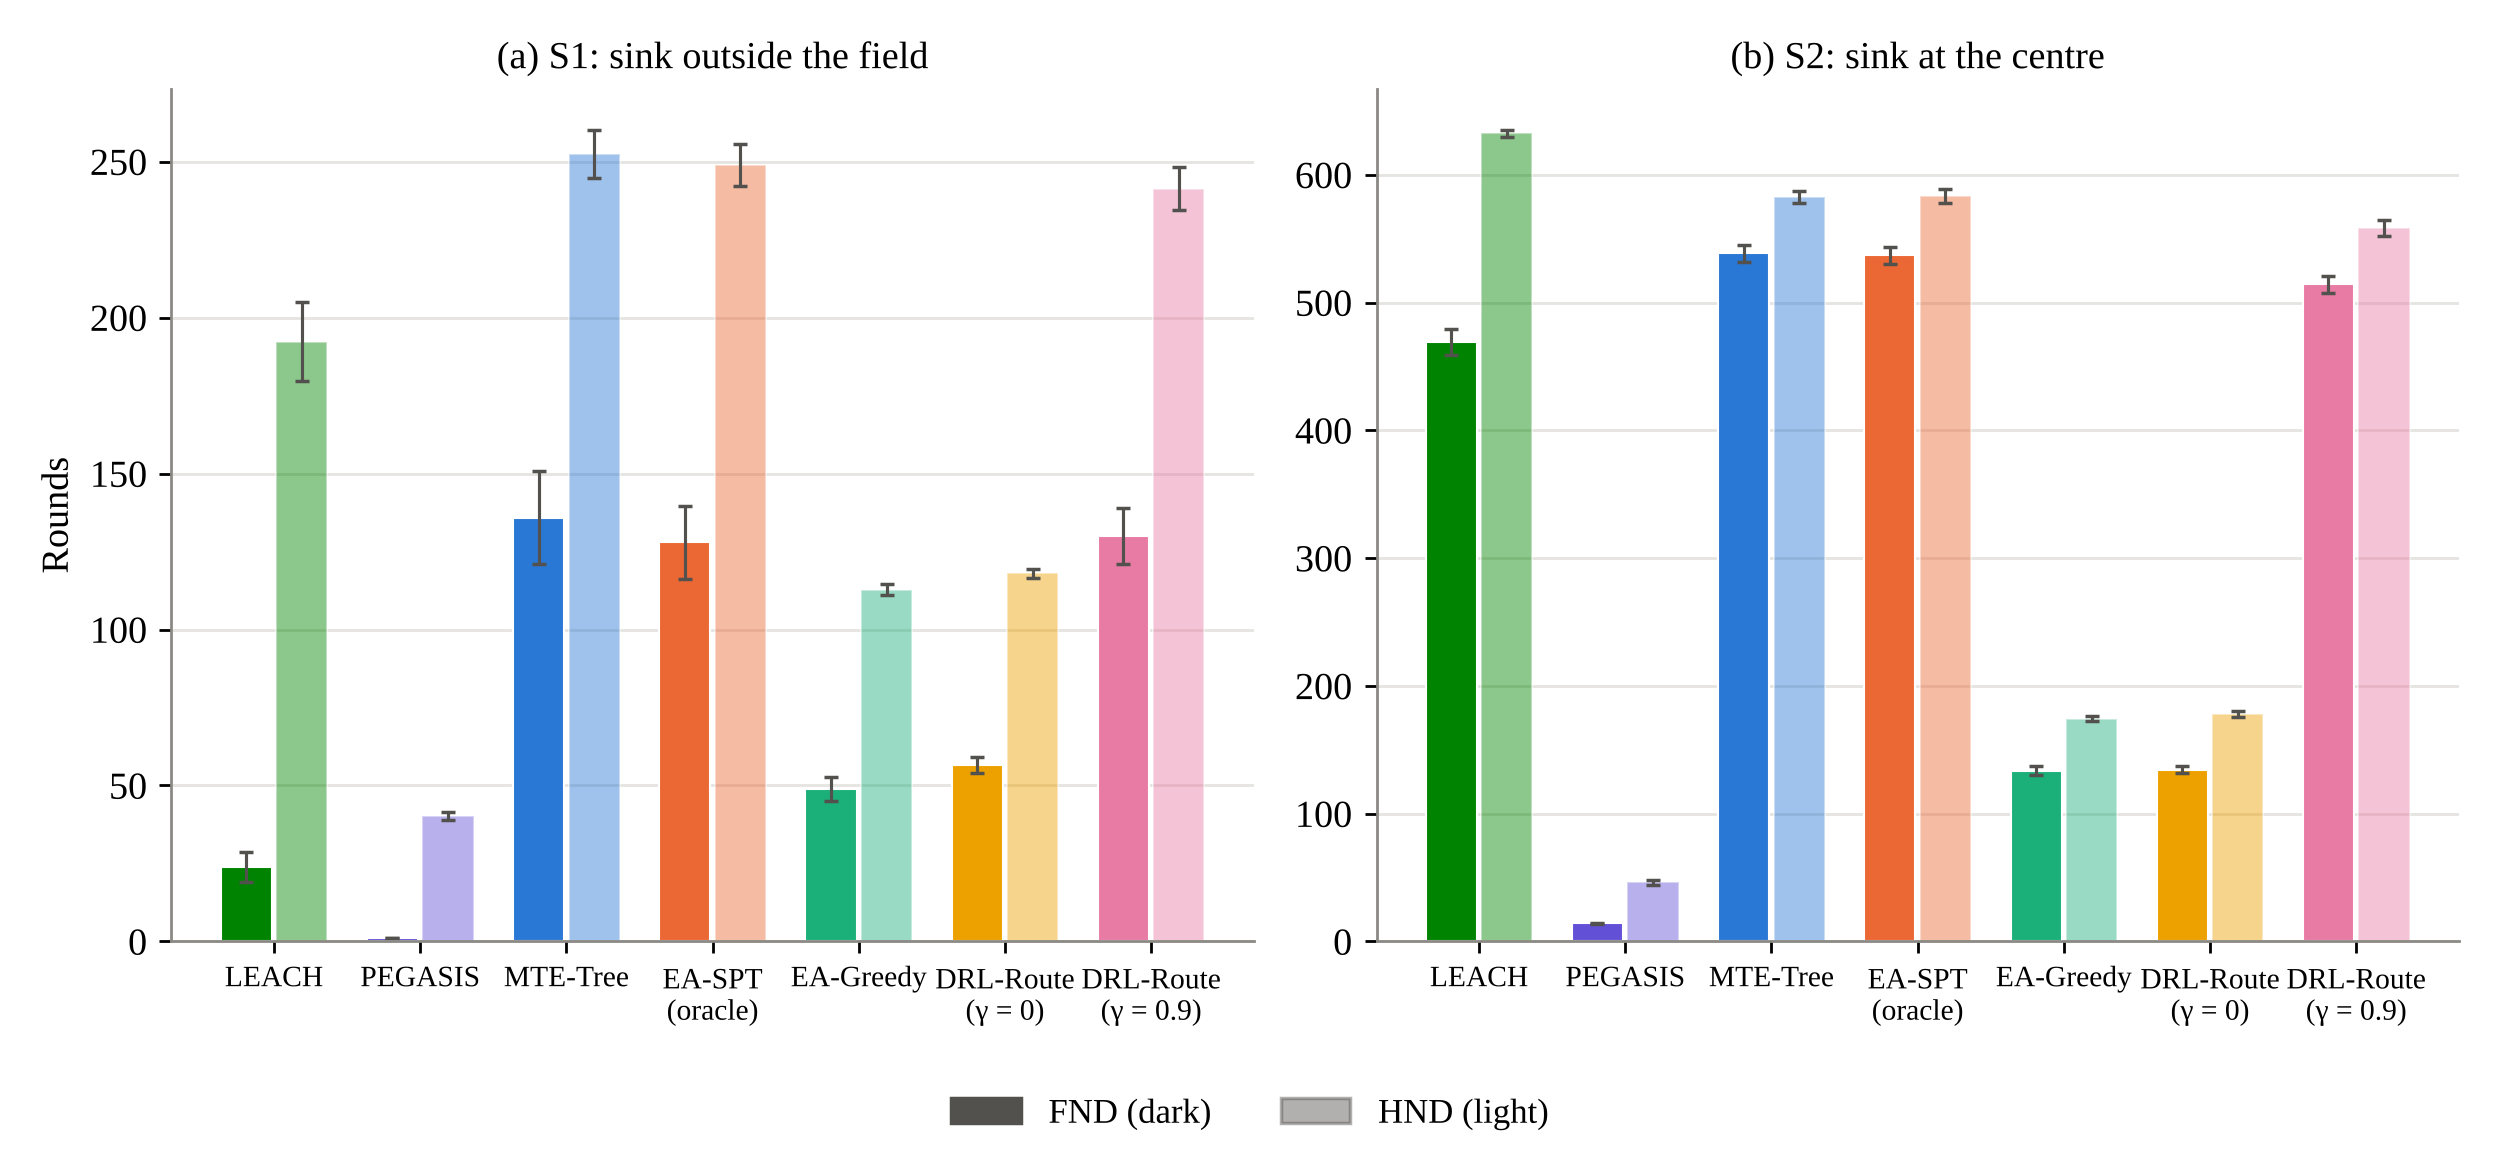 (a) S1: sink outside the field
Rounds
250
200
150
100
50
0
LEACH
PEGASIS
MTE-Tree
EA-SPT
(oracle)
EA-Greedy
DRL-Route
(γ = 0)
DRL-Route
(γ = 0.9)
(b) S2: sink at the centre
600
500
400
300
200
100
0
LEACH
PEGASIS
MTE-Tree
EA-SPT
(oracle)
EA-Greedy
DRL-Route
(γ = 0)
DRL-Route
(γ = 0.9)
FND (dark)
HND (light)